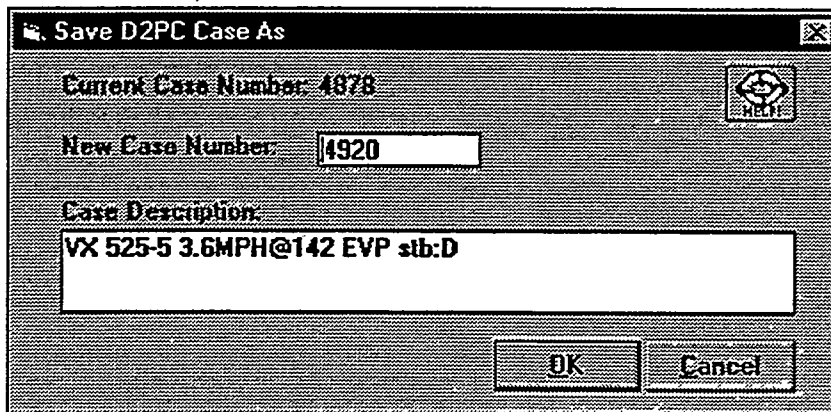 Save D2PC Case As
Current Case Number: 4878
HELP!
New Case Number: 4920
Case Description:
VX 525-5 3.6MPH@142 EVP stb:D
OK Cancel